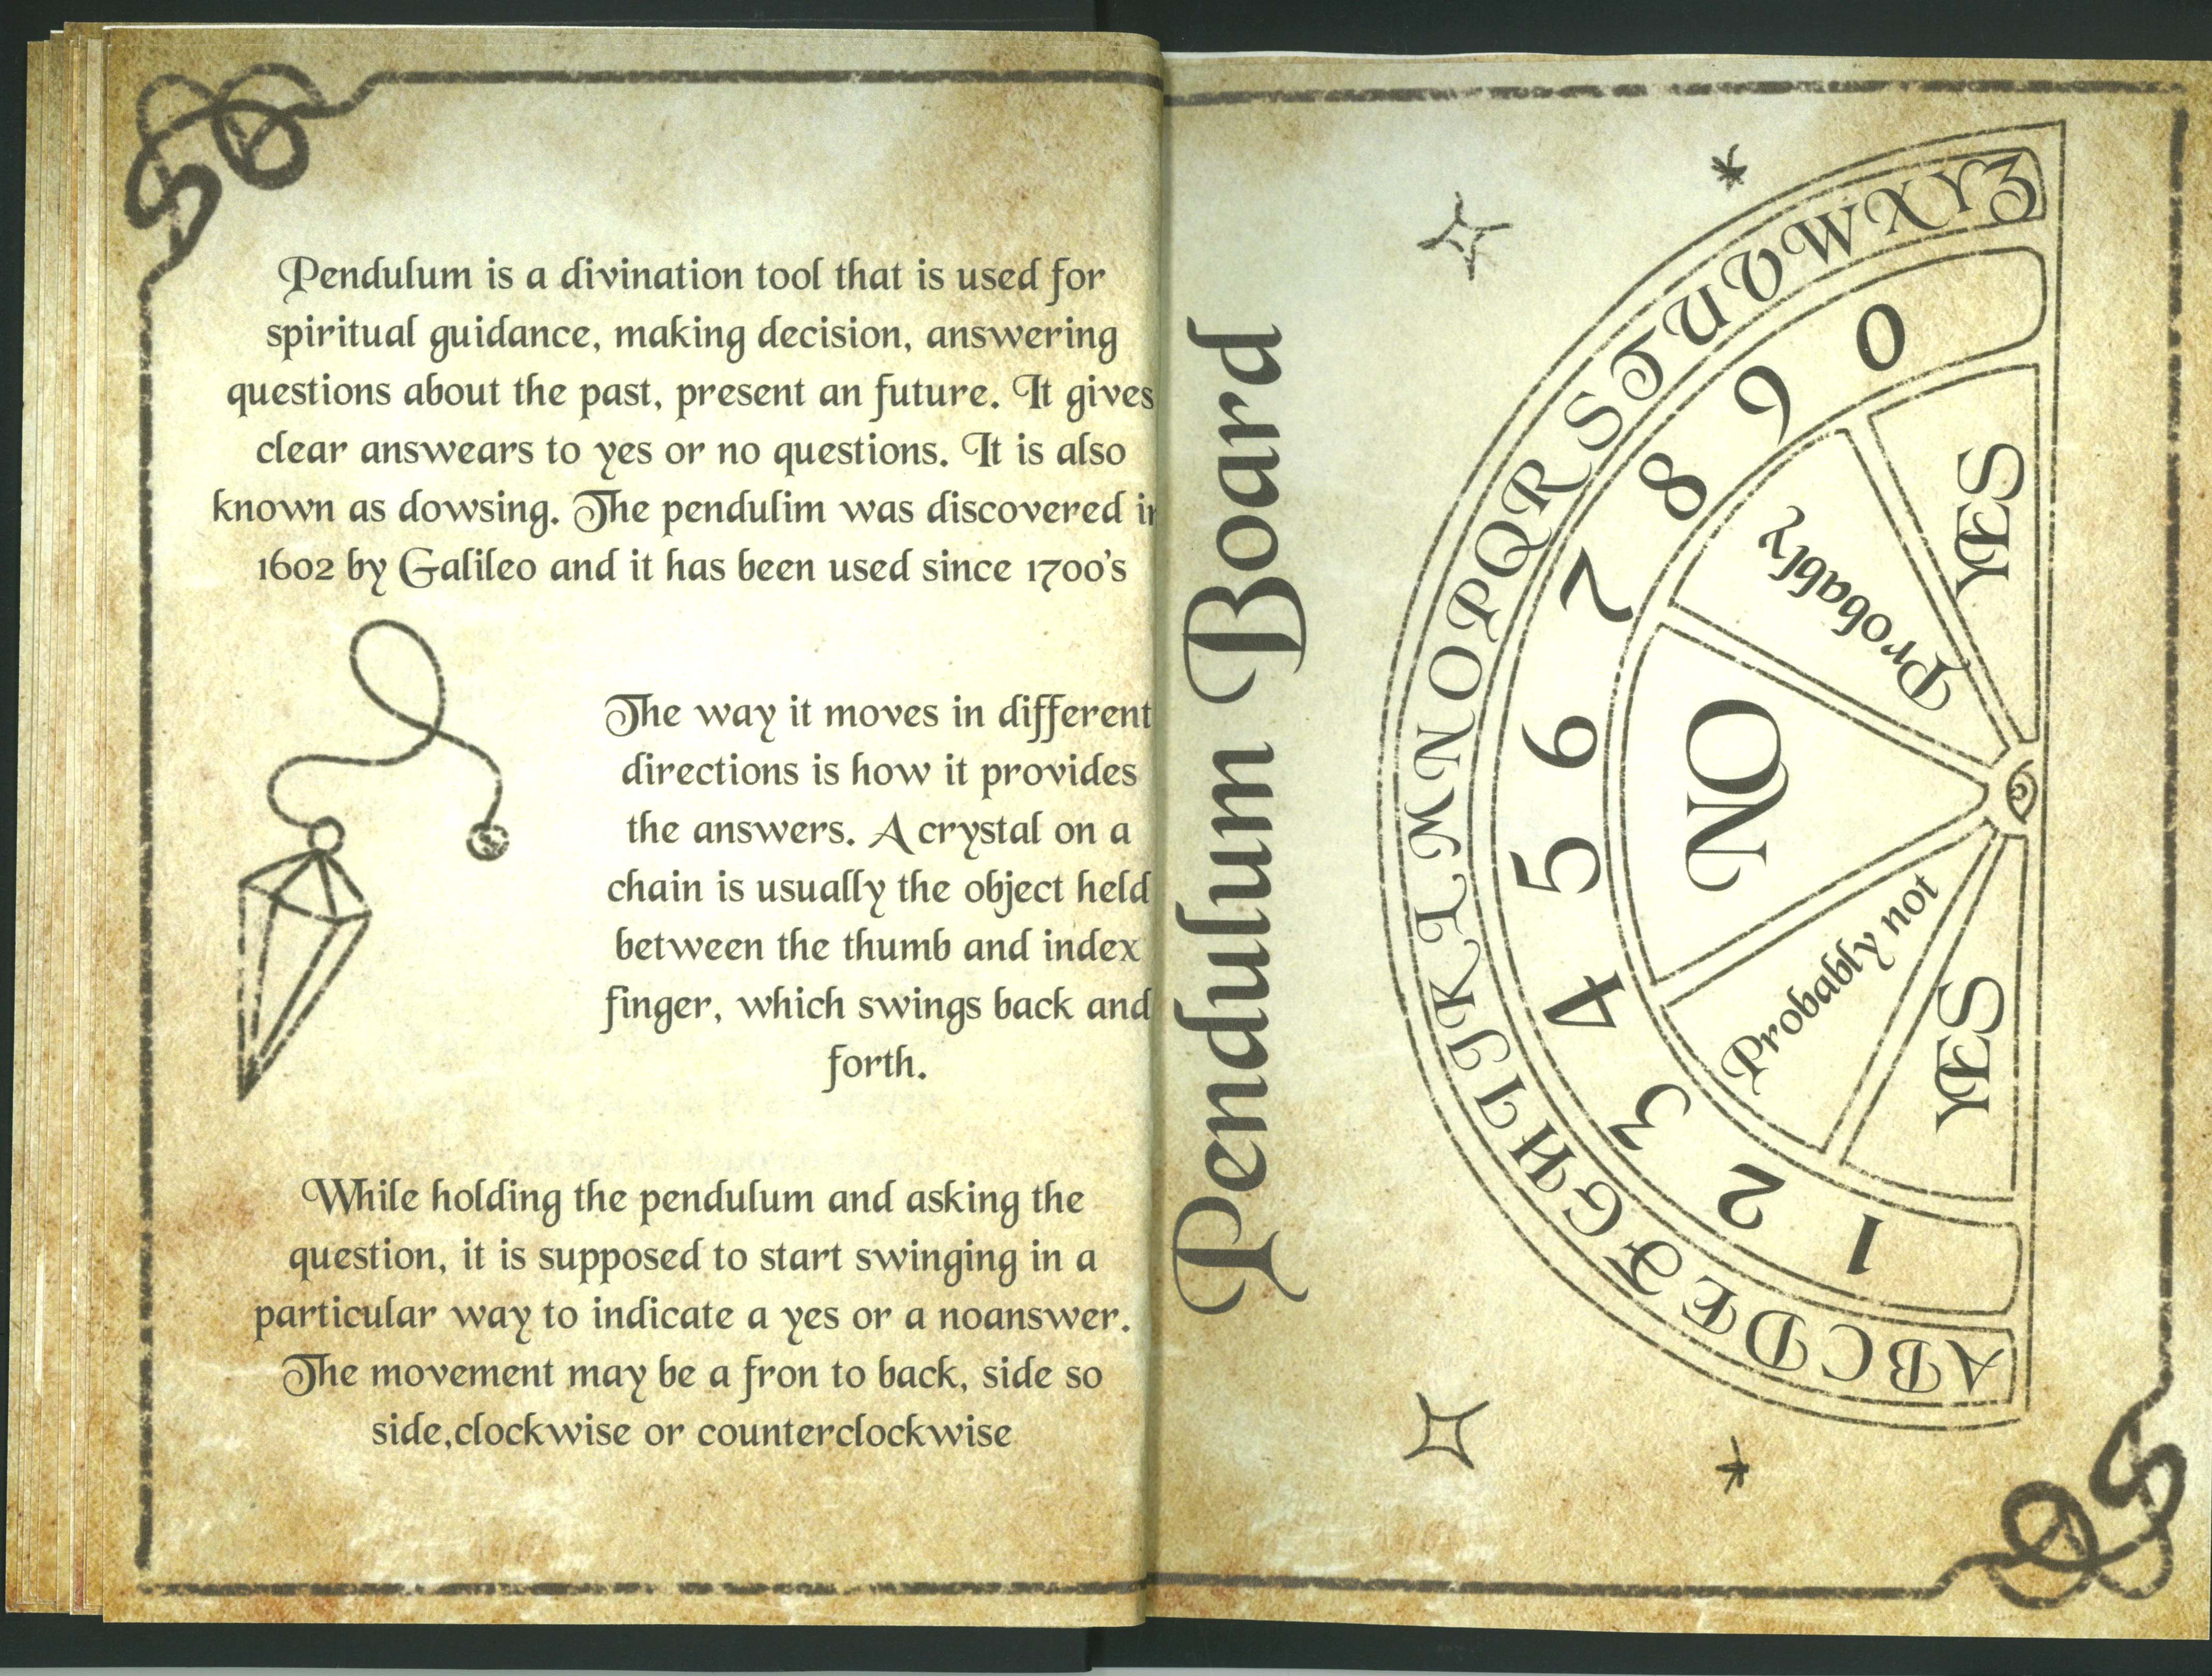 Pendulum is a divination tool that is used for
spiritual guidance, making decision, answering
questions about the past, present an future. It gives
clear answears to yes or no questions. It is also
known as dowsing. The pendulim was discovered in
1602 by Galileo and it has been used since 1700's
The way it moves in different
directions is how it provides
the answers. A crystal on a
chain is usually the object held
between the thumb and index
finger, which swings back and
forth.
While holding the pendulum and asking the
question, it is supposed to start swinging in a
particular way to indicate a yes or a noanswer.
The movement may be a fron to back, side so
side,clockwise or counterclockwise
Pendulum Board
A B C D E F G H I J K L M N O P Q R S T U V W X Y Z
1 2 3 4 5 6 7 8 9 0
YES
Probably not
NO
Probably
YES